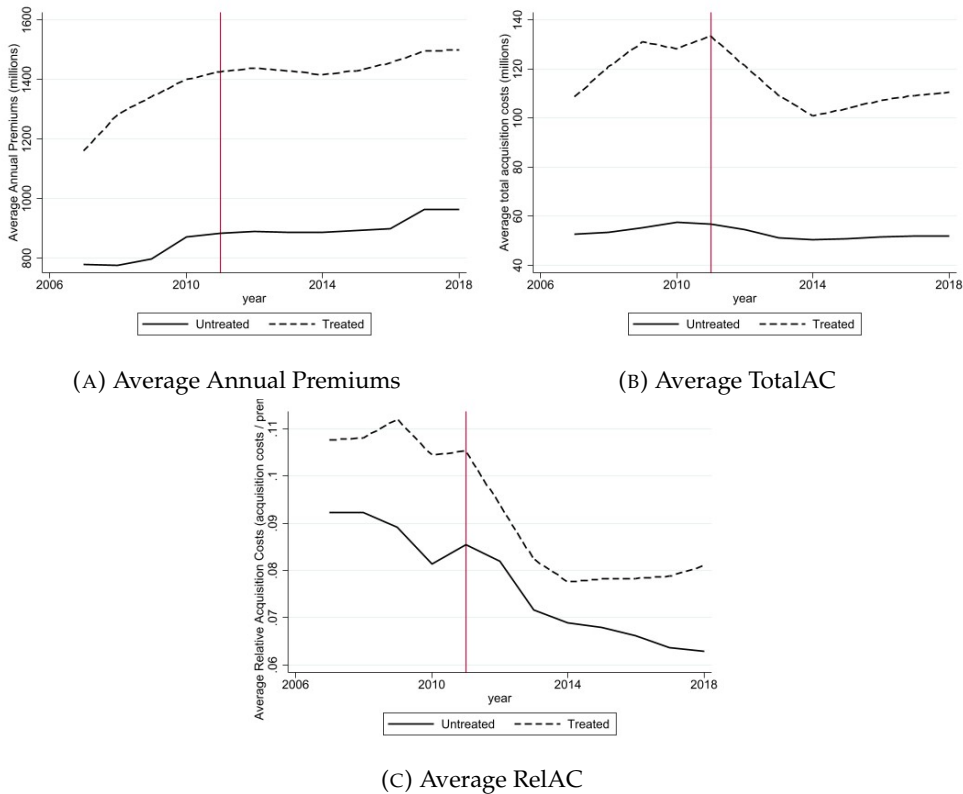 Average Annual Premiums (millions)
1600
1400
1200
1000
800
2006
2010
2014
2018
year
Untreated
Treated
(A) Average Annual Premiums
Average total acquisition costs (millions)
140
120
100
80
60
40
2006
2010
2014
2018
year
Untreated
Treated
(B) Average TotalAC
Average Relative Acquisition Costs (acquisition costs / pren
.11
.1
.09
.08
.07
.06
2006
2010
2014
2018
year
Untreated
Treated
(C) Average RelAC